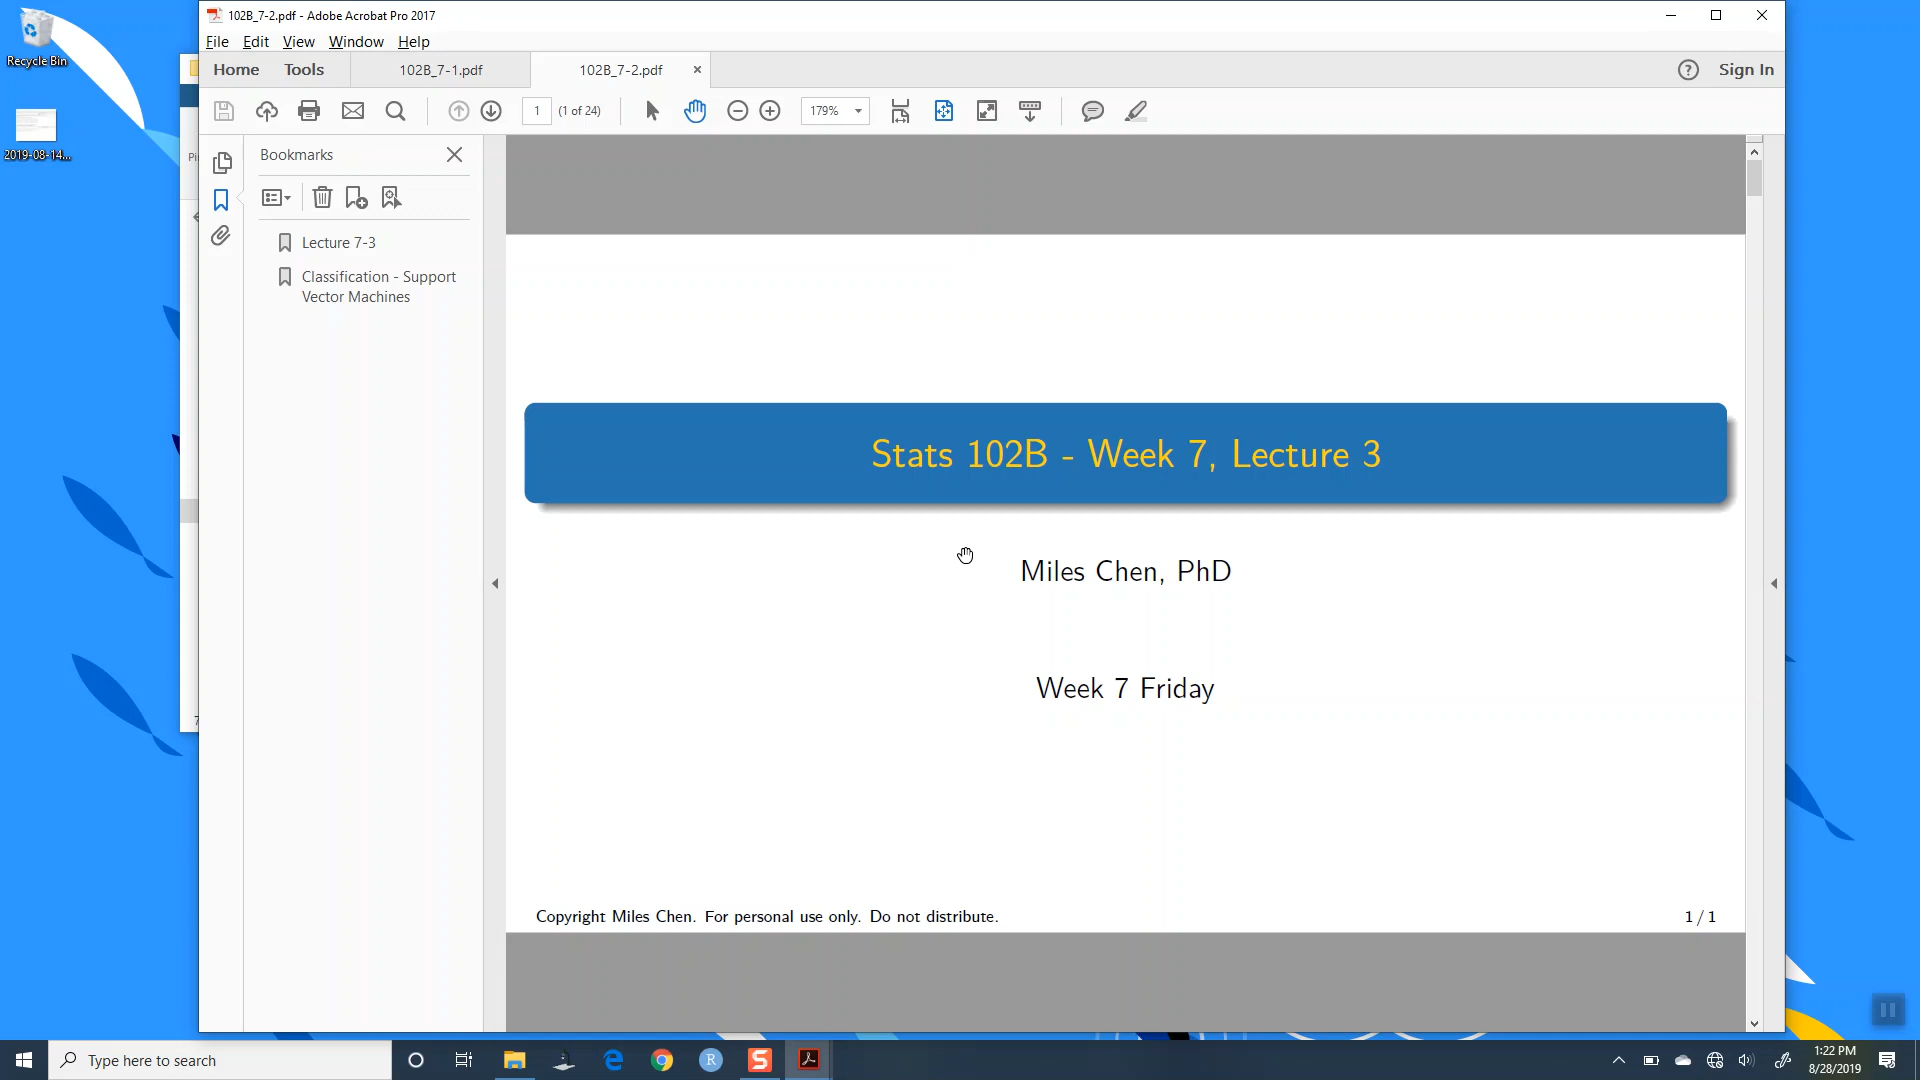 Recycle Bin
2019-08-14...
102B_7-2.pdf - Adobe Acrobat Pro 2017
File Edit View Window Help
Home Tools 102B_7-1.pdf 102B_7-2.pdf × Sign In
1 (1 of 24) 179%
Bookmarks
Lecture 7-3
Classification - Support
Vector Machines
Stats 102B - Week 7, Lecture 3
Miles Chen, PhD
Week 7 Friday
Copyright Miles Chen. For personal use only. Do not distribute.
1 / 1
Type here to search
1:22 PM
8/28/2019